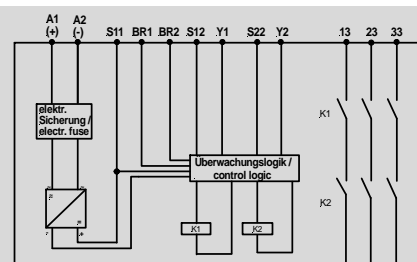 A1 A2
(+) (-) S11 BR1 BR2 S12 Y1 S22 Y2 13 23 33
elektr.
Sicherung /
electr. fuse
K1
Überwachungslogik /
control logic
K2
K1 K2